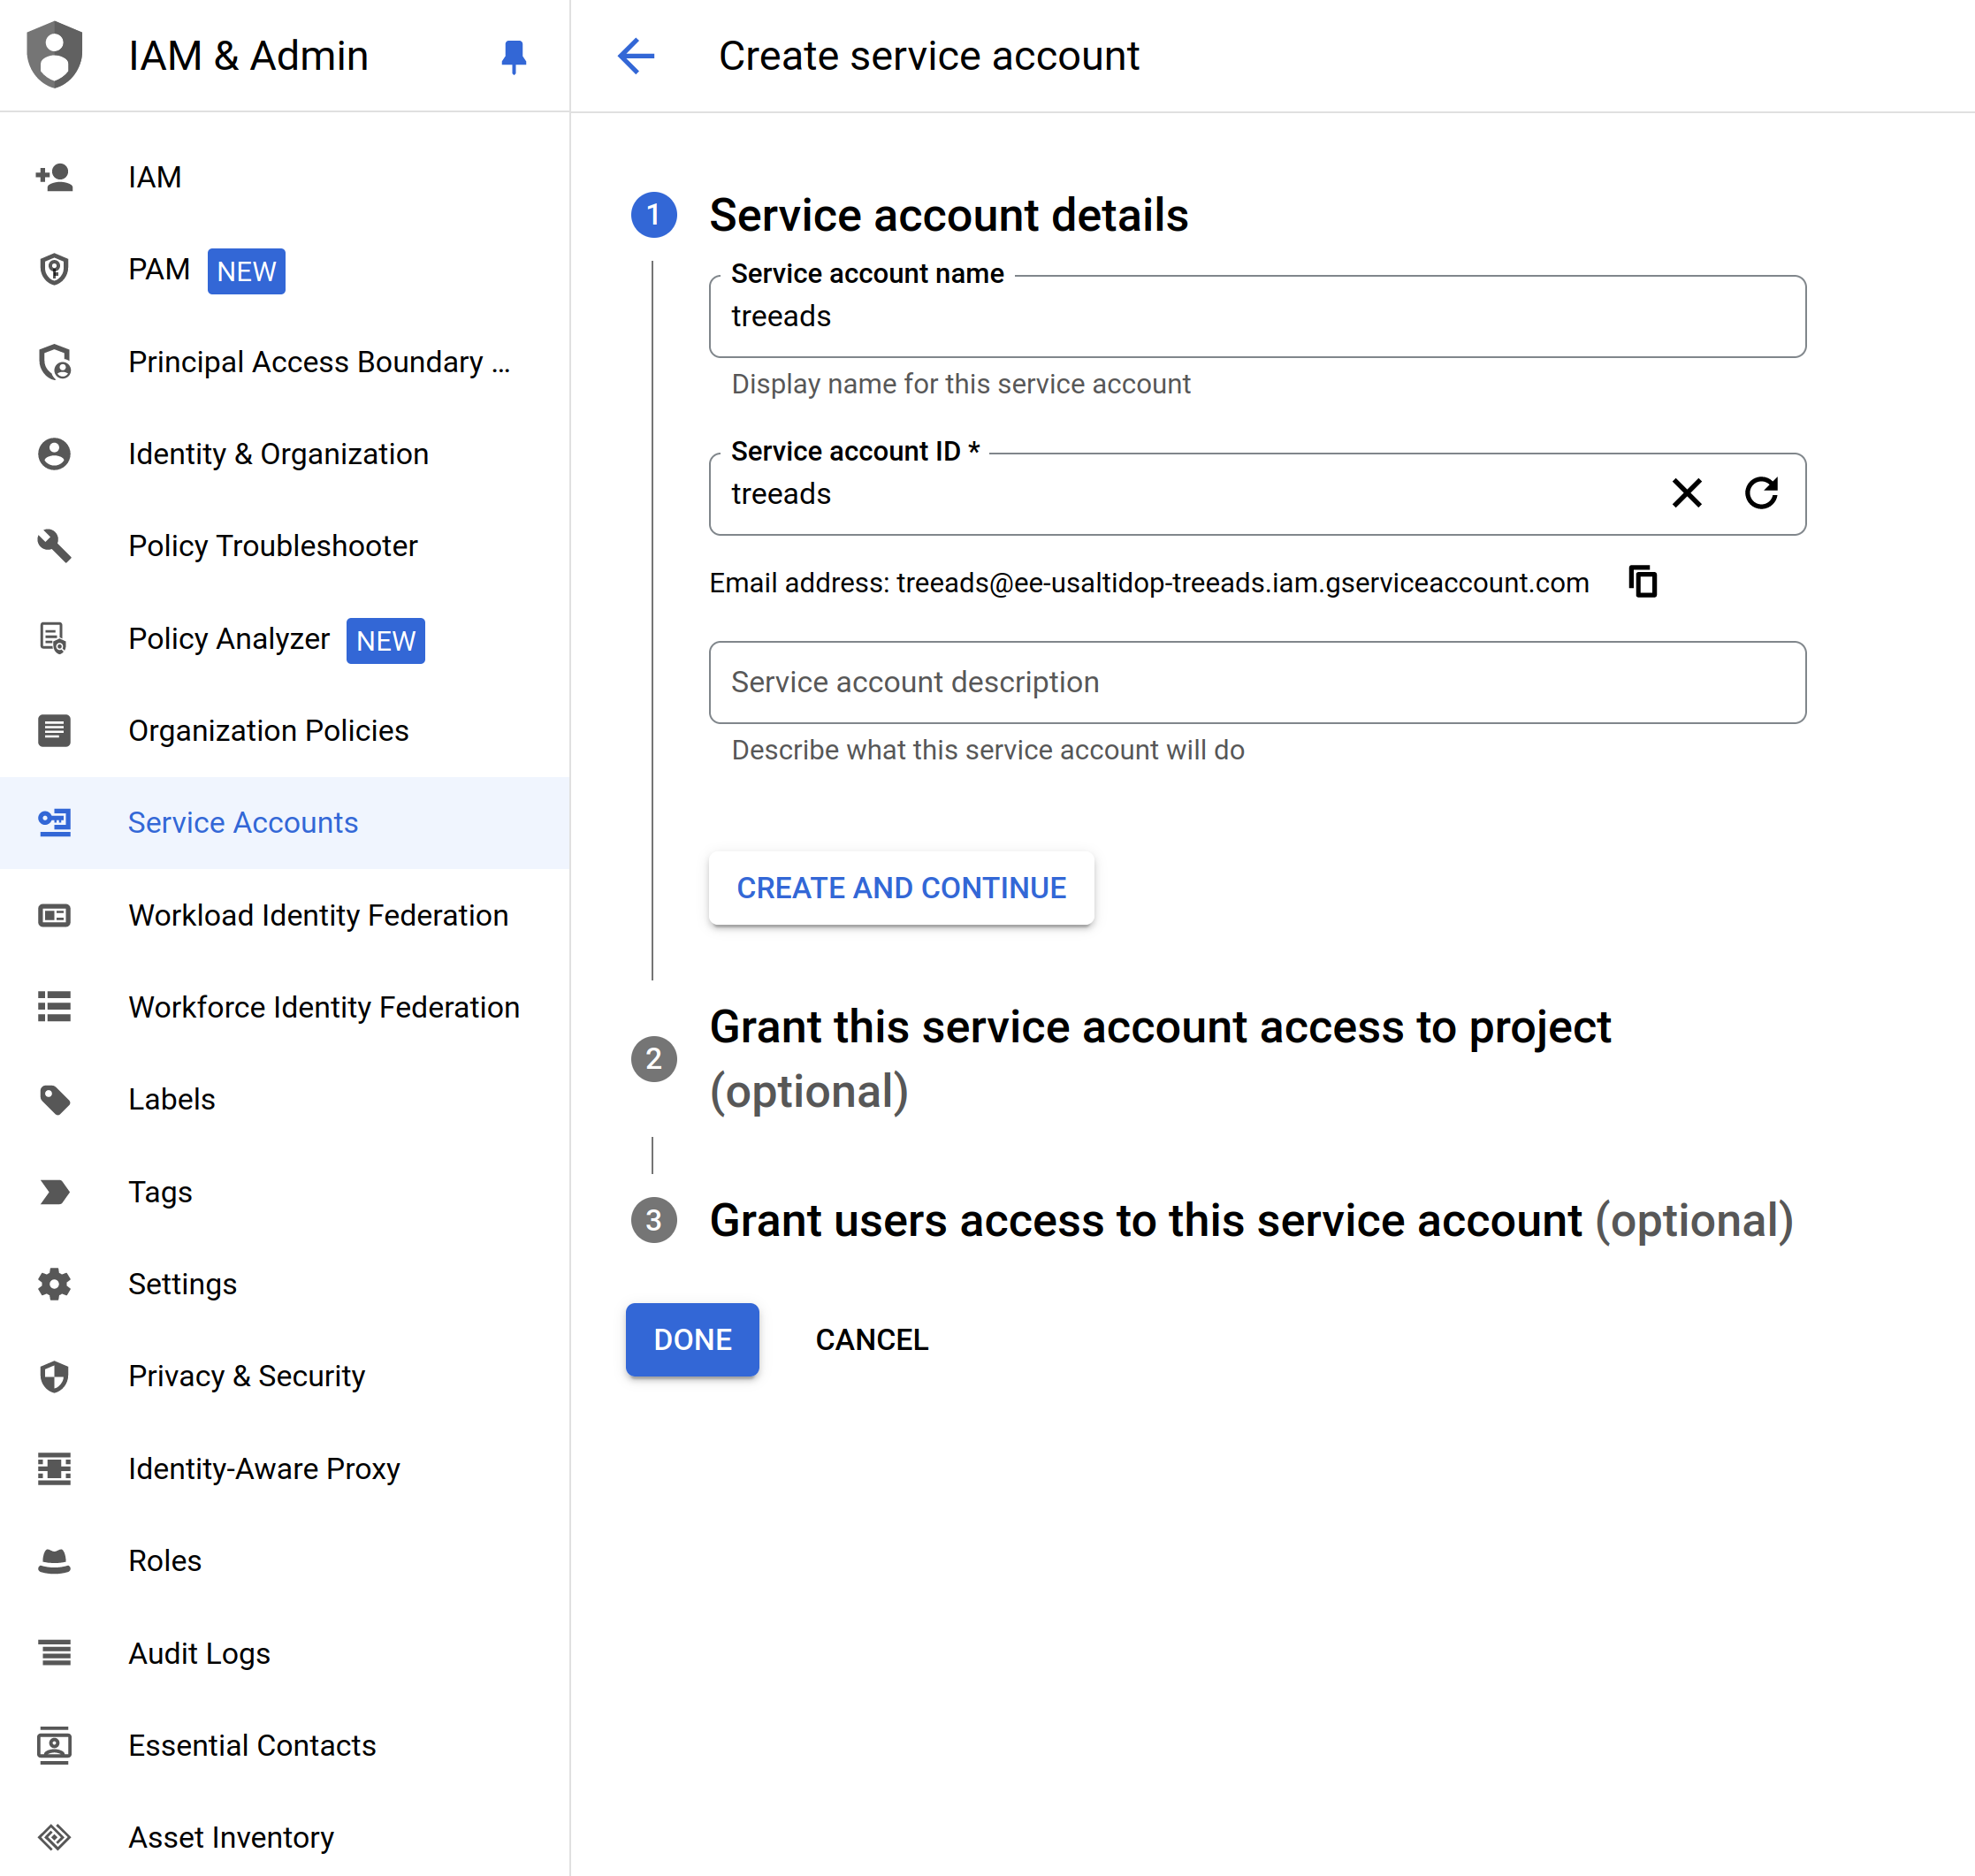 IAM & Admin
IAM
PAM NEW
Principal Access Boundary ...
Identity & Organization
Policy Troubleshooter
Policy Analyzer NEW
Organization Policies
Service Accounts
Workload Identity Federation
Workforce Identity Federation
Labels
Tags
Settings
Privacy & Security
Identity-Aware Proxy
Roles
Audit Logs
Essential Contacts
Asset Inventory
Create service account
1 Service account details
Service account name
treeads
Display name for this service account
Service account ID *
treeads
Email address: treeads@ee-usaltidop-treeads.iam.gserviceaccount.com
Service account description
Describe what this service account will do
CREATE AND CONTINUE
2 Grant this service account access to project
(optional)
3 Grant users access to this service account (optional)
DONE CANCEL